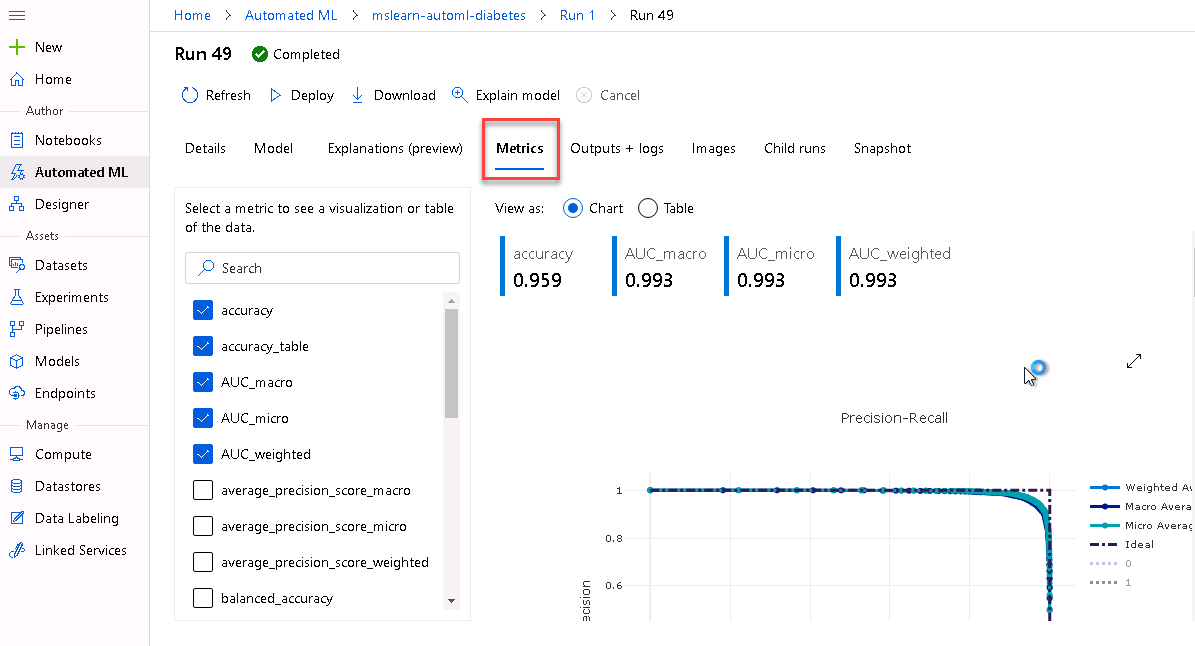 Home > Automated ML > mslearn-automl-diabetes > Run 1 > Run 49
New
Home
Author
Notebooks
Automated ML
Designer
Assets
Datasets
Experiments
Pipelines
Models
Endpoints
Manage
Compute
Datastores
Data Labeling
Linked Services
Run 49 Completed
Refresh Deploy Download Explain model Cancel
Details Model Explanations (preview) Metrics Outputs + logs Images Child runs Snapshot
Select a metric to see a visualization or table
of the data.
Search
accuracy
accuracy_table
AUC_macro
AUC_micro
AUC_weighted
average_precision_score_macro
average_precision_score_micro
average_precision_score_weighted
balanced_accuracy
View as: Chart Table
accuracy AUC_macro AUC_micro AUC_weighted
0.959 0.993 0.993 0.993
Precision-Recall
1
0.8
0.6
ecision
Weighted Av
Macro Avera
Micro Averag
Ideal
0
1